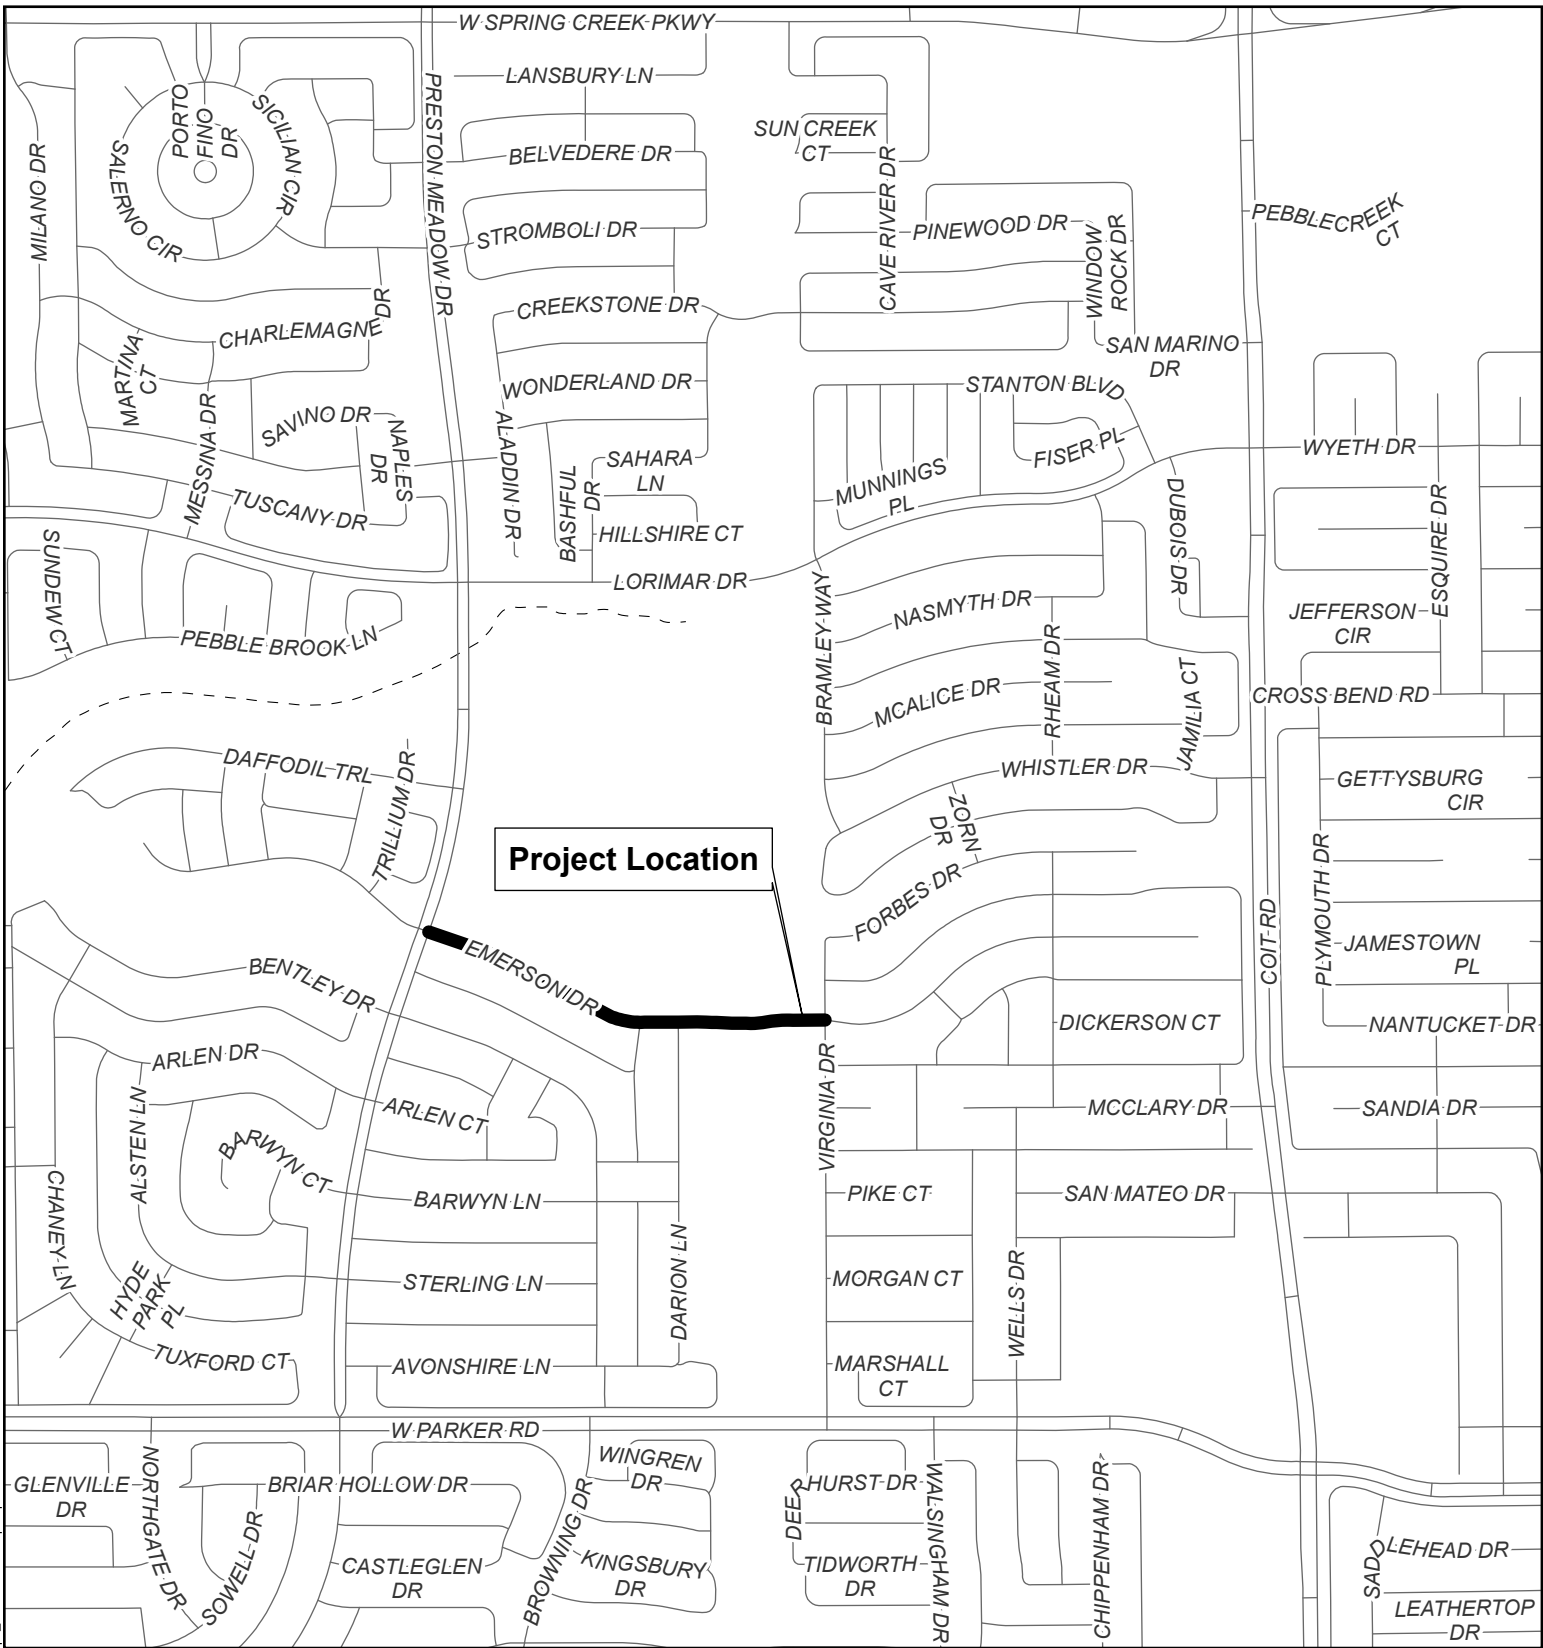 W SPRING CREEK PKWY
LANSBURY LN
PORTO
FINO
DR
SICILIAN CIR
SALERNO CIR
MILANO DR
PRESTON MEADOW DR
BELVEDERE DR
STROMBOLI DR
SUN CREEK
CT
CAVE RIVER DR
PINEWOOD DR
WINDOW
ROCK DR
PEBBLECREEK
CT
CREEKSTONE DR
CHARLEMAGNE DR
MARTINA
CT
MESSINA DR
SAVINO DR
NAPLES
DR
TUSCANY DR
WONDERLAND DR
ALADDIN DR
BASHFUL
DR
SAHARA
LN
HILLSHIRE CT
LORIMAR DR
SAN MARINO
DR
STANTON BLVD
FISER PL
MUNNINGS
PL
WYETH DR
DUBOIS DR
ESQUIRE DR
JEFFERSON
CIR
SUNDEW CT
PEBBLE BROOK LN
BRAMLEY WAY
NASMYTH DR
RHEAM DR
MCALICE DR
JAMILIA CT
CROSS BEND RD
DAFFODIL TRL
TRILLIUM DR
WHISTLER DR
ZORN
DR
GETTYSBURG
CIR
PLYMOUTH DR
Project Location
FORBES DR
COIT RD
JAMESTOWN
PL
EMERSON DR
BENTLEY DR
DICKERSON CT
NANTUCKET DR
ARLEN DR
ALSTEN LN
ARLEN CT
VIRGINIA DR
MCCLARY DR
SANDIA DR
BARWYN CT
BARWYN LN
CHANEY LN
PIKE CT
SAN MATEO DR
DARION LN
WELLS DR
HYDE
PARK
PL
STERLING LN
MORGAN CT
TUXFORD CT
AVONSHIRE LN
MARSHALL
CT
W PARKER RD
GLENVILLE
DR
NORTHGATE DR
BRIAR HOLLOW DR
SOWELL DR
WINGREN
DR
BROWNING DR
CASTLEGLEN
DR
KINGSBURY
DR
DEER HURST DR
TIDWORTH
DR
WALSINGHAM DR
CHIPPENHAM DR
SADDLEHEAD DR
LEATHERTOP
DR